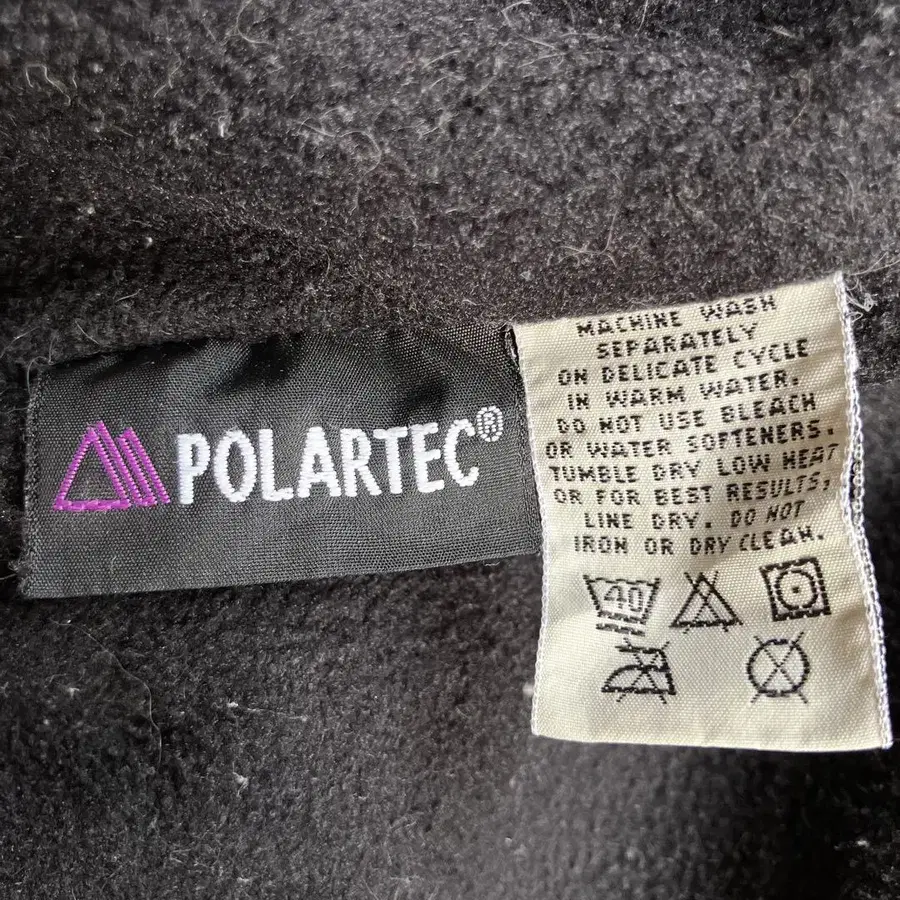 POLARTEC®
MACHINE WASH
SEPARATELY
ON DELICATE CYCLE
IN WARM WATER.
DO NOT USE BLEACH
OR WATER SOFTENERS.
TUMBLE DRY LOW HEAT
OR FOR BEST RESULTS,
LINE DRY. DO NOT
IRON OR DRY CLEAN.
40